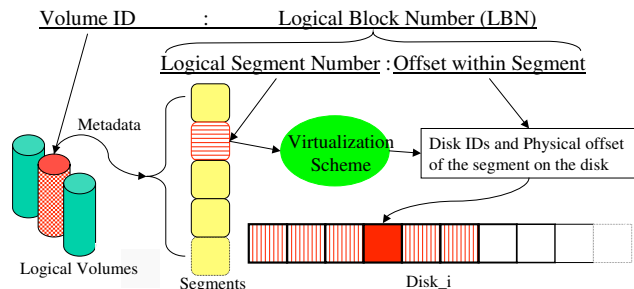 Volume ID : Logical Block Number (LBN)
Logical Segment Number : Offset within Segment
Metadata
Virtualization
Scheme
Disk IDs and Physical offset
of the segment on the disk
Logical Volumes
Segments
Disk_i